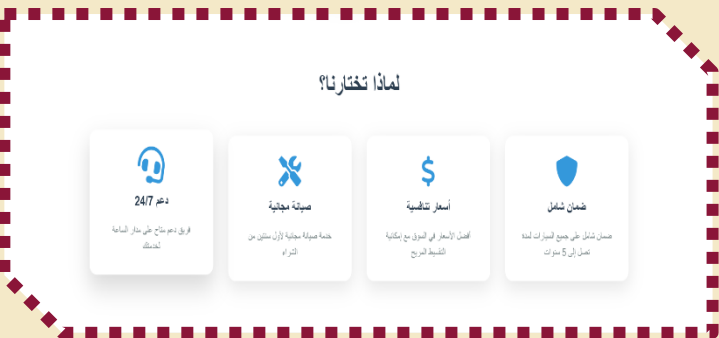 لماذا تختارنا؟
ضمان شامل
ضمان شامل على جميع السيارات لمدة
تصل إلى 5 سنوات
أسعار تنافسية
أفضل الأسعار في السوق مع إمكانية
التقسيط المريح
صيانة مجانية
خدمة صيانة مجانية لأول سنتين من
الشراء
دعم 24/7
فريق دعم متاح على مدار الساعة
لخدمتك